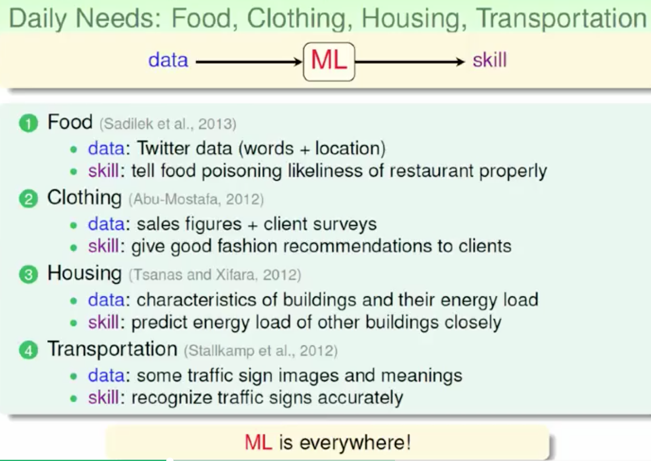 Daily Needs: Food, Clothing, Housing, Transportation
data ML skill
1 Food (Sadilek et al., 2013)
• data: Twitter data (words + location)
• skill: tell food poisoning likeliness of restaurant properly
2 Clothing (Abu-Mostafa, 2012)
• data: sales figures + client surveys
• skill: give good fashion recommendations to clients
3 Housing (Tsanas and Xifara, 2012)
• data: characteristics of buildings and their energy load
• skill: predict energy load of other buildings closely
4 Transportation (Stallkamp et al., 2012)
• data: some traffic sign images and meanings
• skill: recognize traffic signs accurately
ML is everywhere!